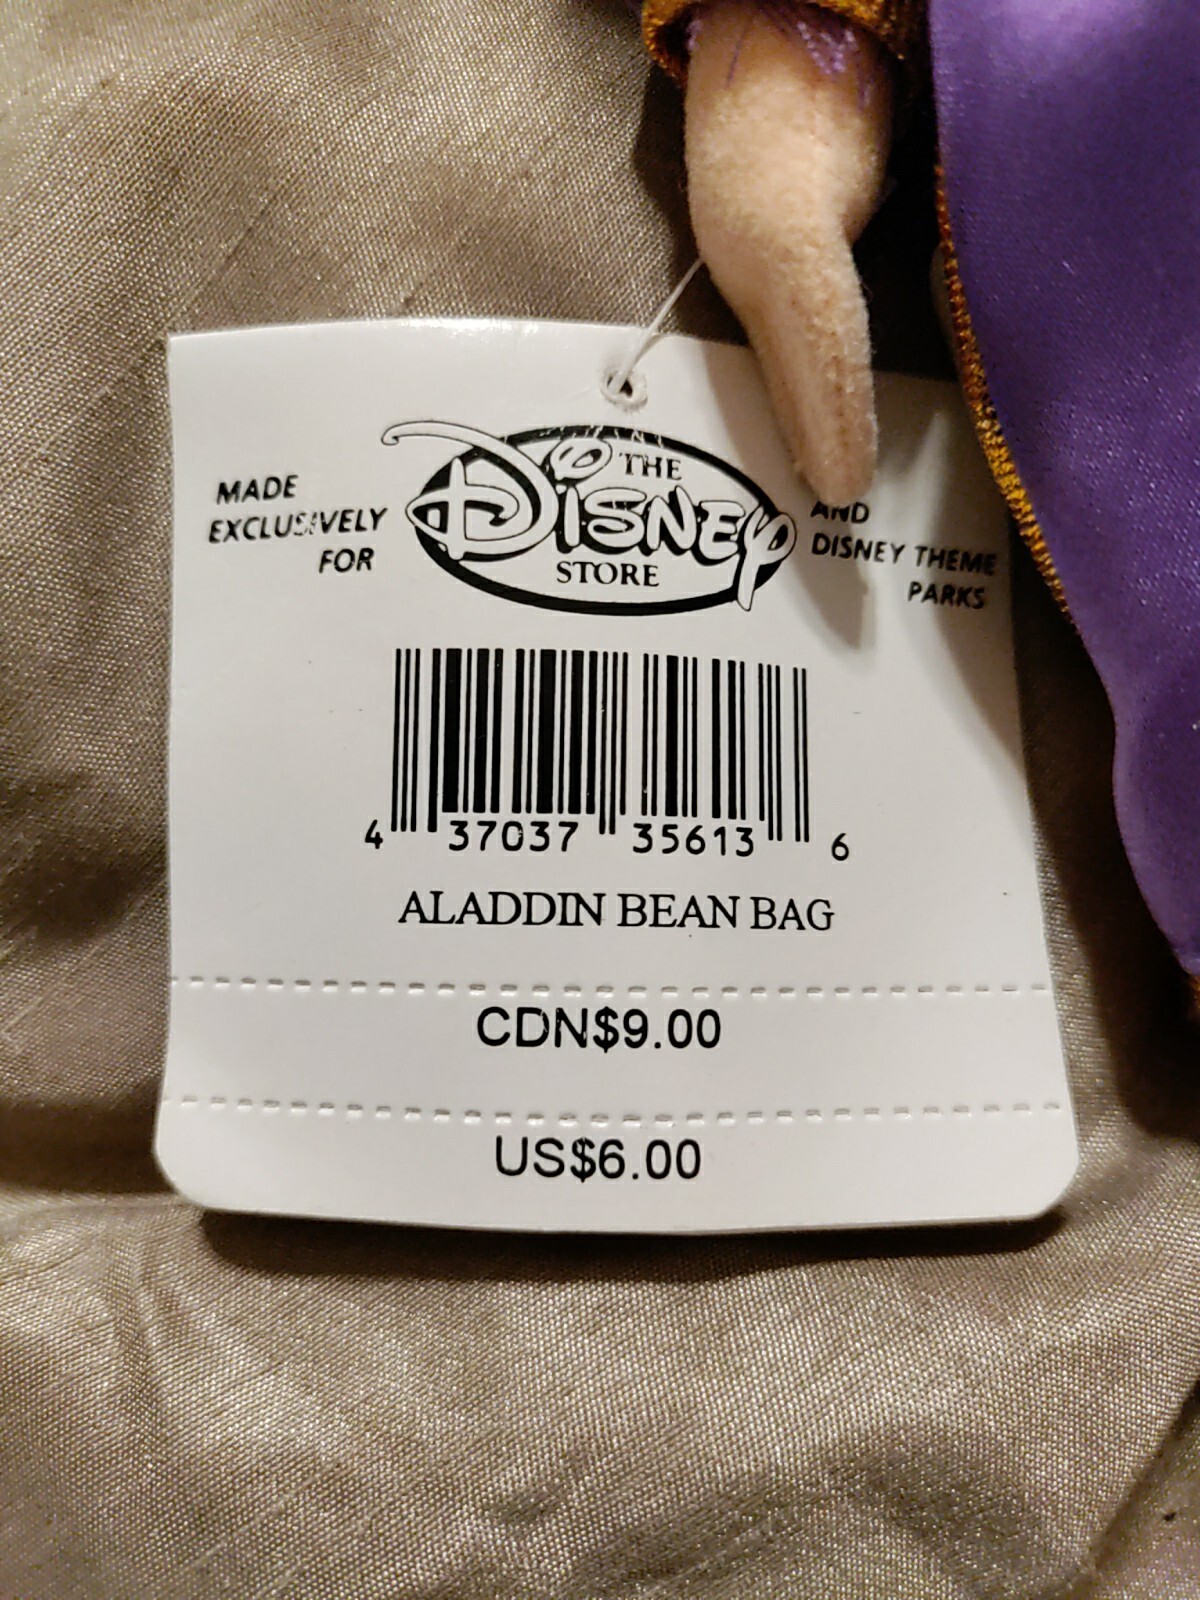 MADE
EXCLUSIVELY
FOR
THE
DISNEY
STORE
AND
DISNEY THEME
PARKS
4 37037 35613 6
ALADDIN BEAN BAG
CDN$9.00
US$6.00